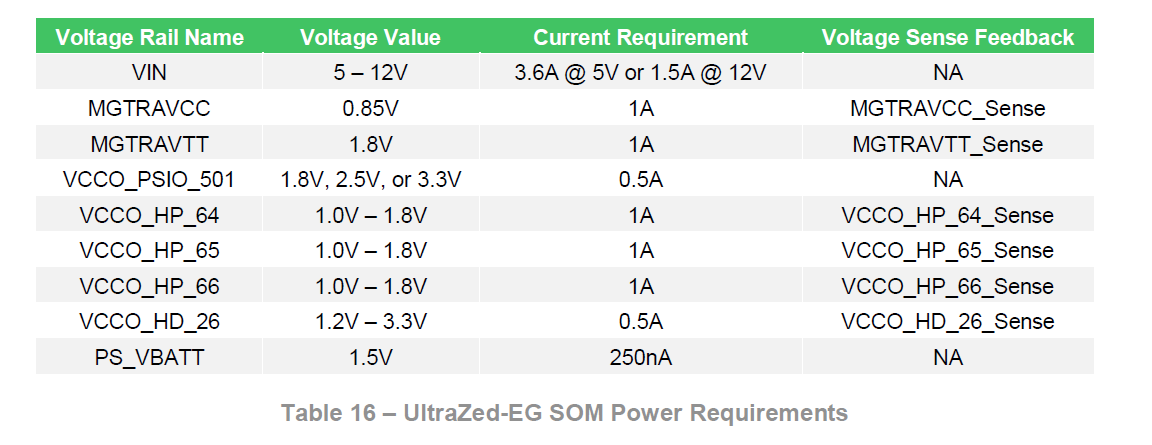 Voltage Rail Name Voltage Value Current Requirement Voltage Sense Feedback
VIN 5 – 12V 3.6A @ 5V or 1.5A @ 12V NA
MGTRAVCC 0.85V 1A MGTRAVCC_Sense
MGTRAVTT 1.8V 1A MGTRAVTT_Sense
VCCO_PSIO_501 1.8V, 2.5V, or 3.3V 0.5A NA
VCCO_HP_64 1.0V – 1.8V 1A VCCO_HP_64_Sense
VCCO_HP_65 1.0V – 1.8V 1A VCCO_HP_65_Sense
VCCO_HP_66 1.0V – 1.8V 1A VCCO_HP_66_Sense
VCCO_HD_26 1.2V – 3.3V 0.5A VCCO_HD_26_Sense
PS_VBATT 1.5V 250nA NA
Table 16 – UltraZed-EG SOM Power Requirements